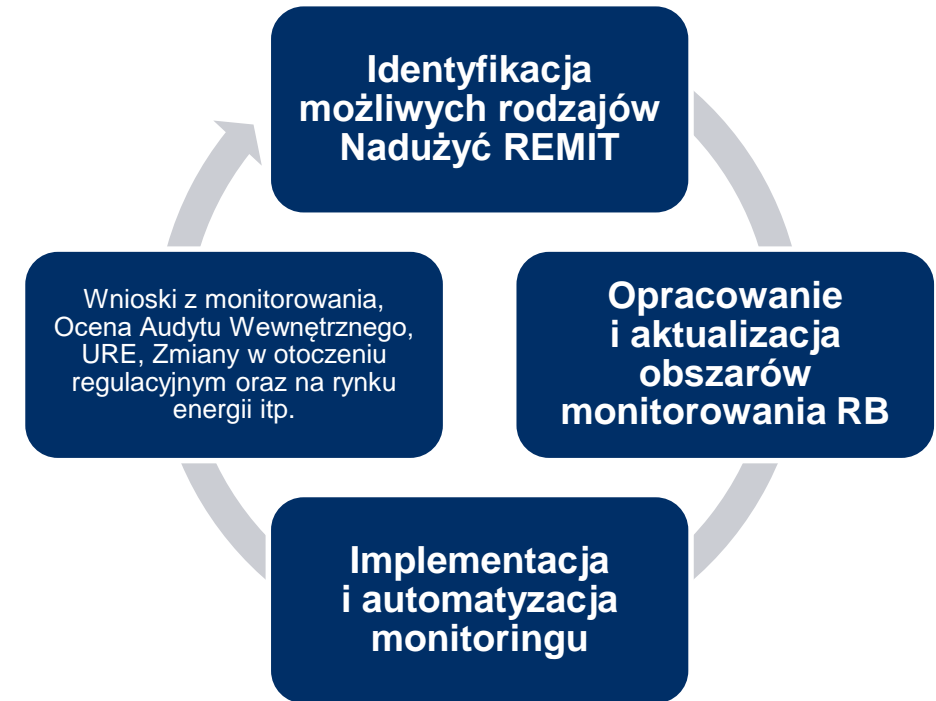 Identyfikacja
możliwych rodzajów
Nadużyć REMIT
Opracowanie
i aktualizacja
obszarów
monitorowania RB
Implementacja
i automatyzacja
monitoringu
Wnioski z monitorowania,
Ocena Audytu Wewnętrznego,
URE, Zmiany w otoczeniu
regulacyjnym oraz na rynku
energii itp.